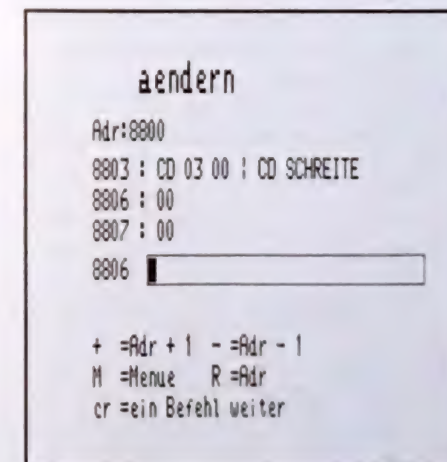 aendern
Adr:8800
8803 : CD 03 00 : CD SCHREITE
8806 : 00
8807 : 00
8806
+ =Adr + 1 - =Adr - 1
M =Menue R =Adr
cr =ein Befehl weiter